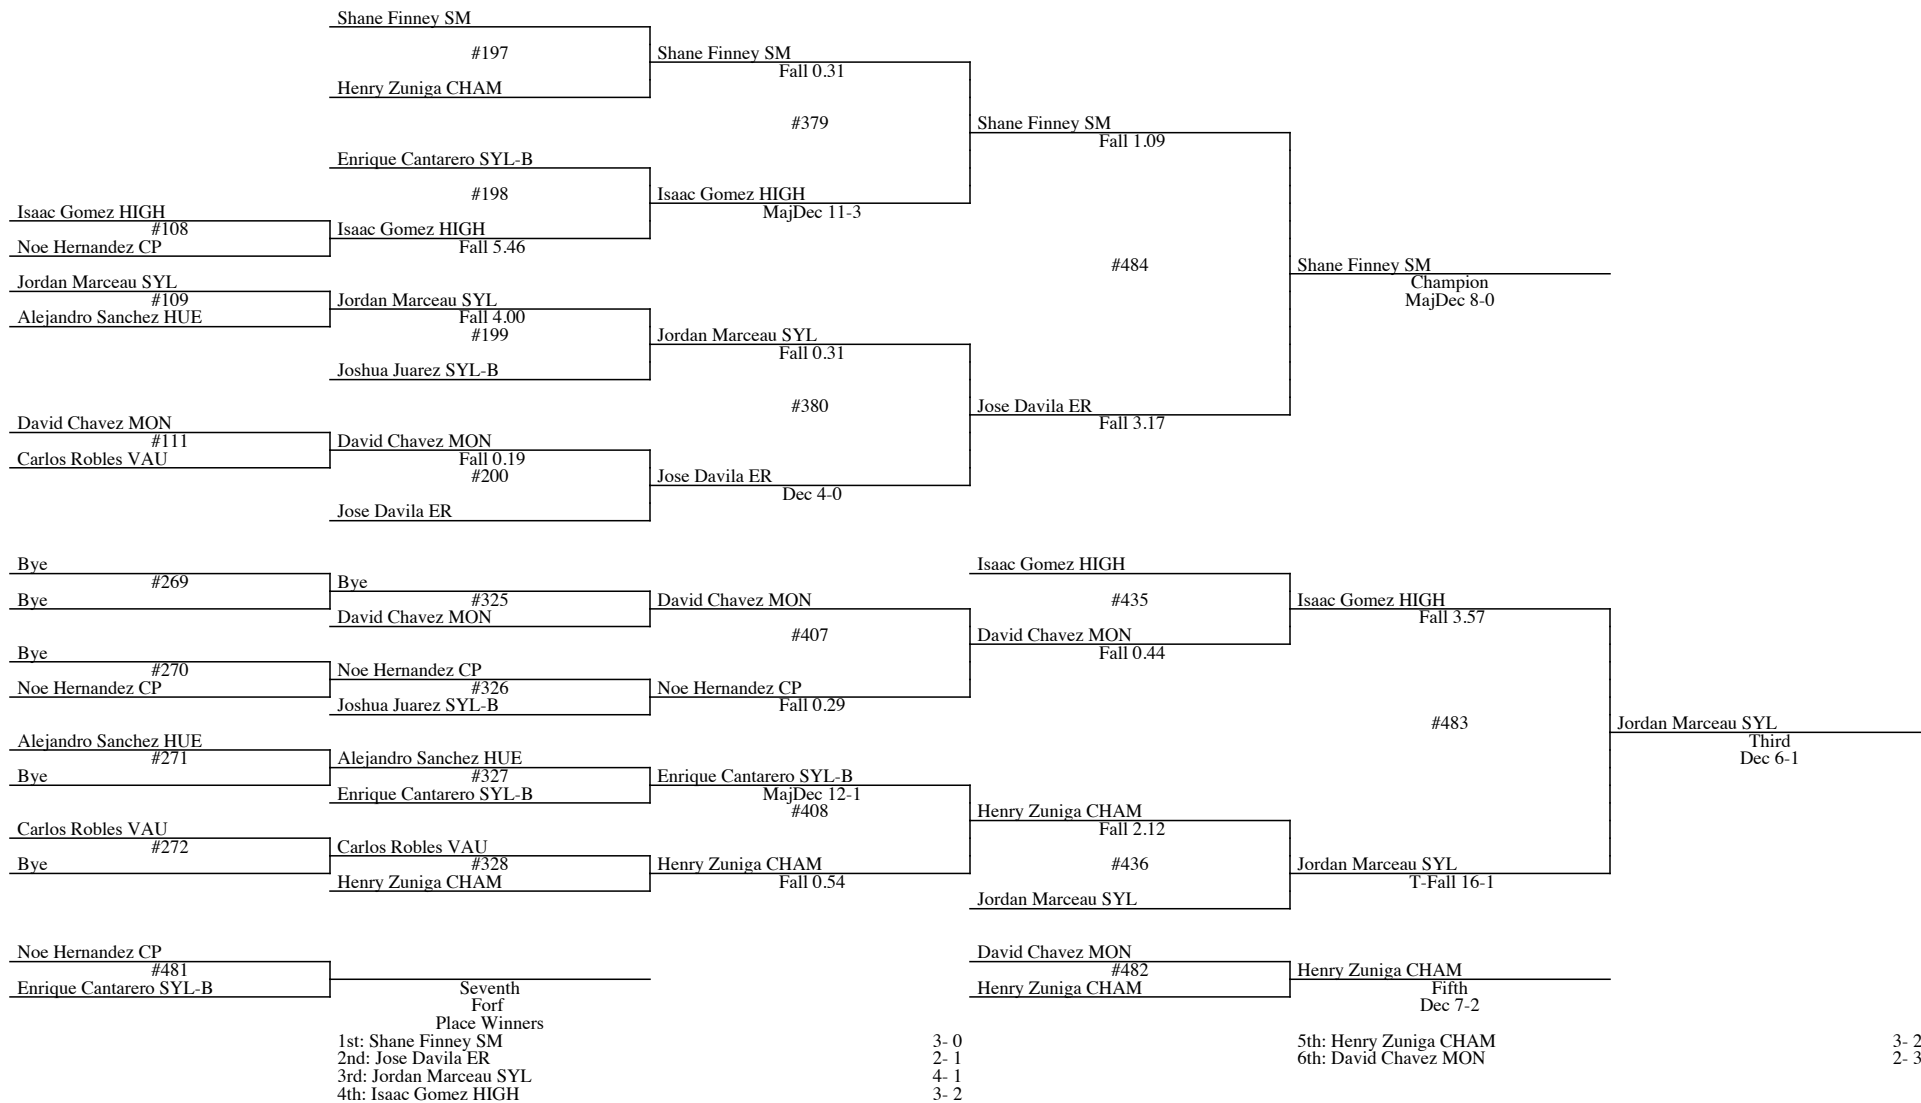 Shane Finney SM
#197
Henry Zuniga CHAM
Shane Finney SM
Fall 0.31
#379
Enrique Cantarero SYL-B
#198
Isaac Gomez HIGH
#108
Noe Hernandez CP
Isaac Gomez HIGH
Fall 5.46
Isaac Gomez HIGH
MajDec 11-3
Shane Finney SM
Fall 1.09
Jordan Marceau SYL
#109
Alejandro Sanchez HUE
Jordan Marceau SYL
Fall 4.00
#199
Joshua Juarez SYL-B
Jordan Marceau SYL
Fall 0.31
#380
David Chavez MON
#111
Carlos Robles VAU
David Chavez MON
Fall 0.19
#200
Jose Davila ER
Jose Davila ER
Dec 4-0
Jose Davila ER
Fall 3.17
#484
Shane Finney SM
Champion
MajDec 8-0
Bye
#269
Bye
Bye
#325
David Chavez MON
David Chavez MON
#407
Bye
#270
Noe Hernandez CP
Noe Hernandez CP
#326
Joshua Juarez SYL-B
Noe Hernandez CP
Fall 0.29
Isaac Gomez HIGH
#435
David Chavez MON
Fall 0.44
Isaac Gomez HIGH
Fall 3.57
Alejandro Sanchez HUE
#271
Bye
Alejandro Sanchez HUE
#327
Enrique Cantarero SYL-B
Enrique Cantarero SYL-B
MajDec 12-1
#408
Carlos Robles VAU
#272
Bye
Carlos Robles VAU
#328
Henry Zuniga CHAM
Henry Zuniga CHAM
Fall 0.54
Henry Zuniga CHAM
Fall 2.12
#436
Jordan Marceau SYL
Jordan Marceau SYL
T-Fall 16-1
#483
Jordan Marceau SYL
Third
Dec 6-1
Noe Hernandez CP
#481
Enrique Cantarero SYL-B
Seventh
Forf
David Chavez MON
#482
Henry Zuniga CHAM
Henry Zuniga CHAM
Fifth
Dec 7-2
Place Winners
1st: Shane Finney SM 3- 0
2nd: Jose Davila ER 2- 1
3rd: Jordan Marceau SYL 4- 1
4th: Isaac Gomez HIGH 3- 2
5th: Henry Zuniga CHAM 3- 2
6th: David Chavez MON 2- 3